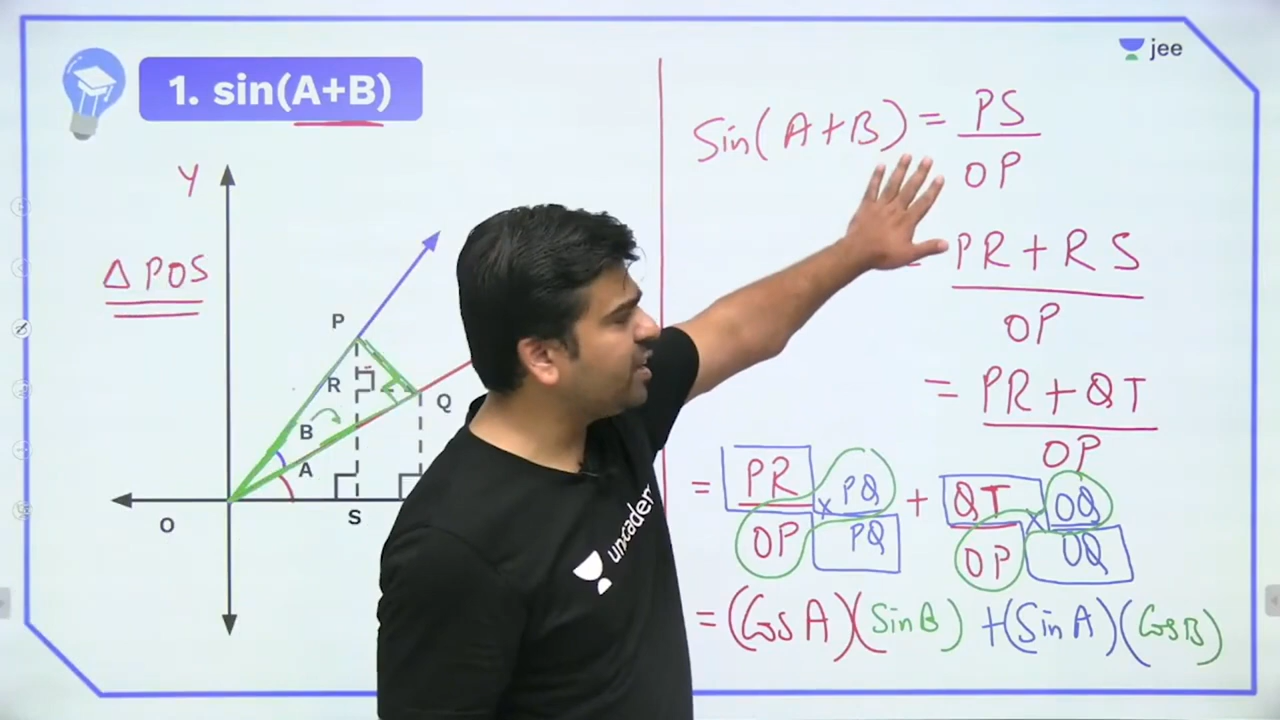 1. sin(A+B)
jee
Y
Δ POS
P
R
Q
B
A
O
S
Sin(A+B) = PS
OP
= PR + RS
OP
= PR + QT
OP
= PR × PQ + QT × OQ
OP PQ OP OQ
= (Cos A)(Sin B) + (Sin A)(Cos B)
unacademy